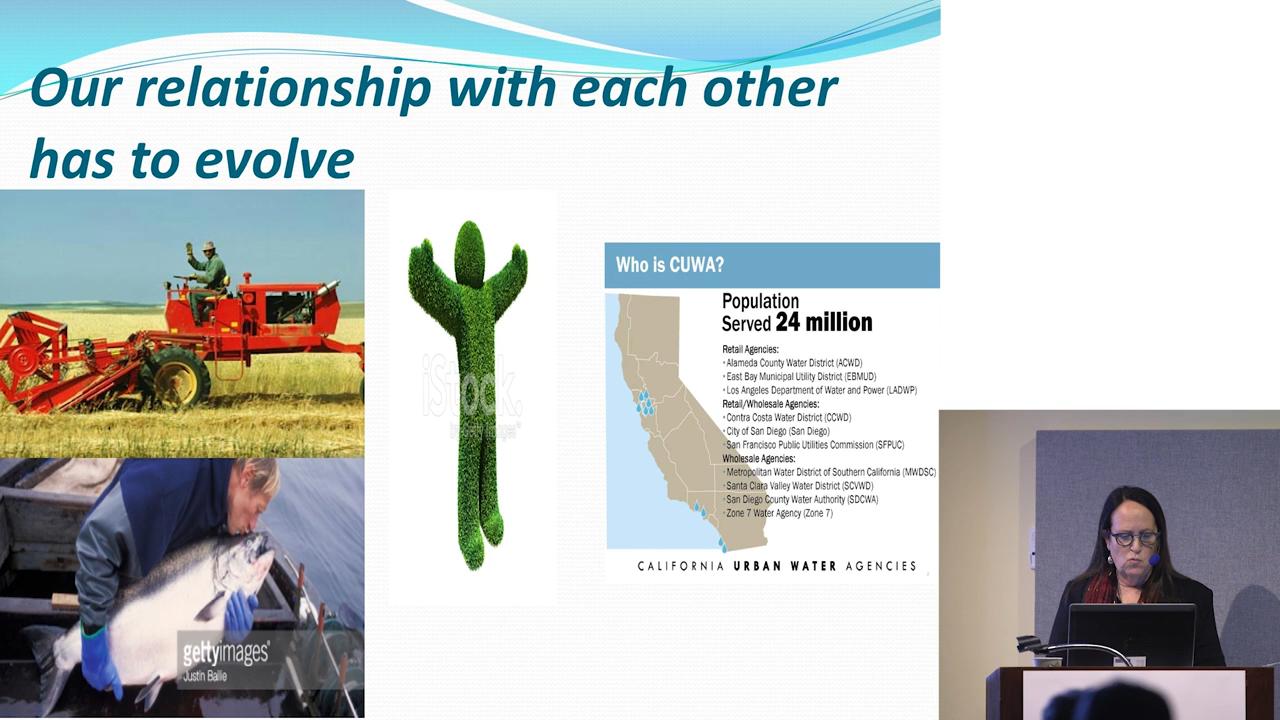 Our relationship with each other
has to evolve
iStock.
by Getty Images™
Who is CUWA?
Population
Served 24 million
Retail Agencies:
• Alameda County Water District (ACWD)
• East Bay Municipal Utility District (EBMUD)
• Los Angeles Department of Water and Power (LADWP)
Retail/Wholesale Agencies:
• Contra Costa Water District (CCWD)
• City of San Diego (San Diego)
• San Francisco Public Utilities Commission (SFPUC)
Wholesale Agencies:
• Metropolitan Water District of Southern California (MWDSC)
• Santa Clara Valley Water District (SCVWD)
• San Diego County Water Authority (SDCWA)
• Zone 7 Water Agency (Zone 7)
CALIFORNIA URBAN WATER AGENCIES
gettyimages®
Justin Bailie